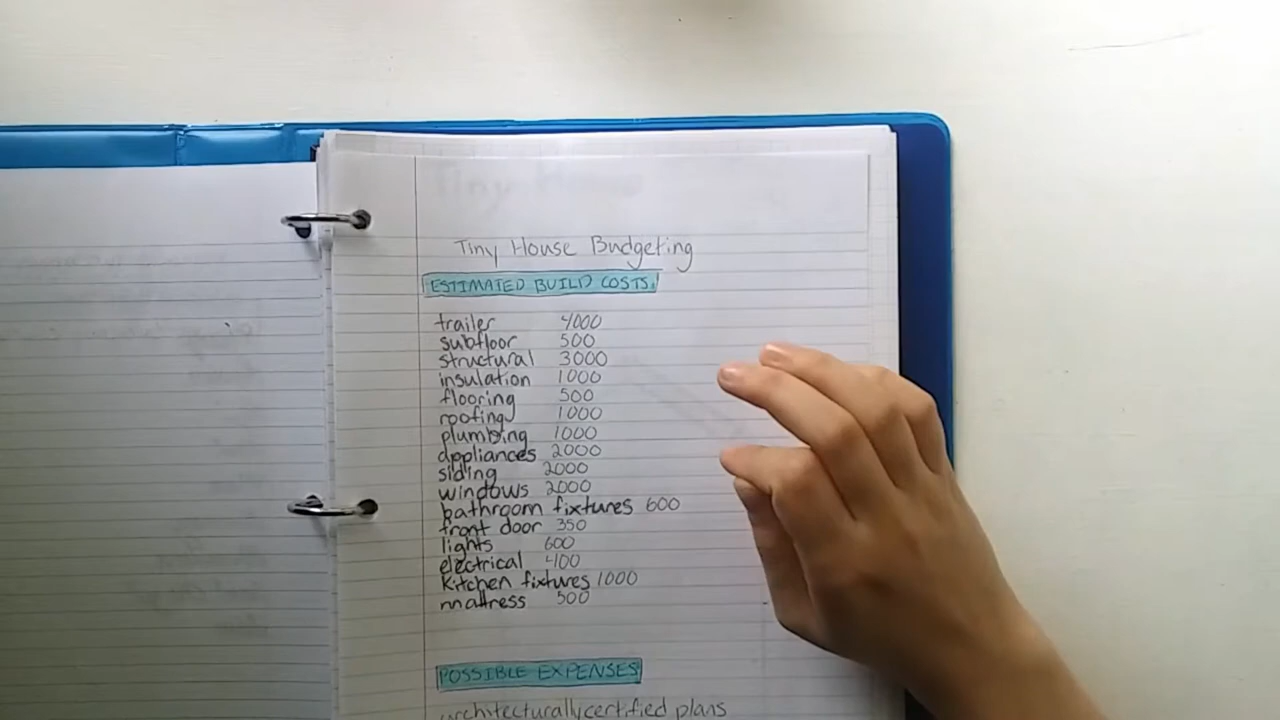 Tiny House Budgeting
ESTIMATED BUILD COSTS
trailer 4000
subfloor 500
structural 3000
insulation 1000
flooring 500
roofing 1000
plumbing 1000
appliances 2000
siding 2000
windows 2000
bathroom fixtures 600
front door 350
lights 600
electrical 400
kitchen fixtures 1000
mattress 500
POSSIBLE EXPENSES
architecturally certified plans